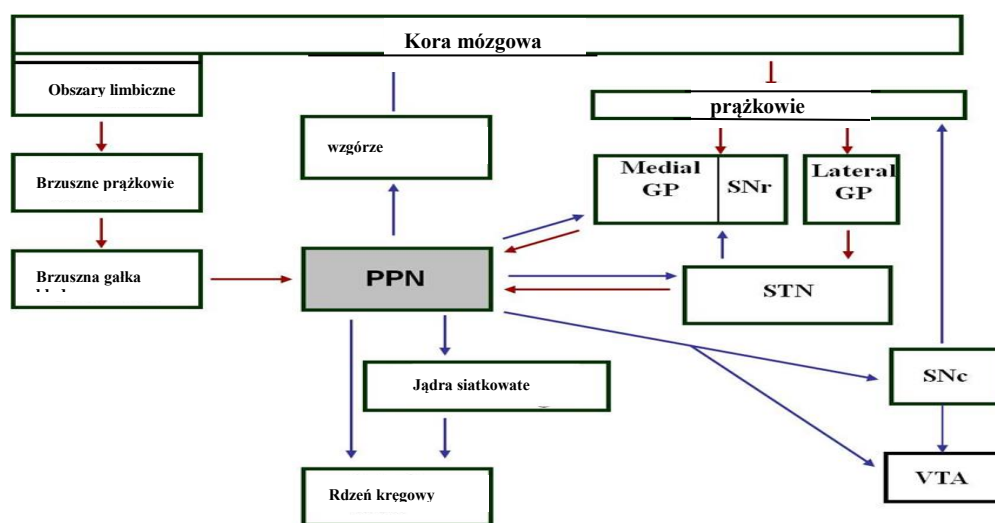 Kora mózgowa
Obszary limbiczne
prążkowie
wzgórze
Brzuszne prążkowie
Medial
GP
SNr
Lateral
GP
Brzuszna gałka
PPN
STN
Jądra siatkowate
SNc
Rdzeń kręgowy
VTA